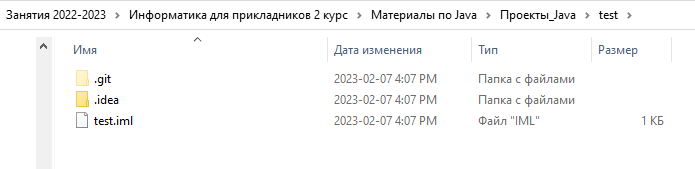 Занятия 2022-2023 > Информатика для прикладников 2 курс > Материалы по Java > Проекты_Java > test >
Имя Дата изменения Тип Размер
.git 2023-02-07 4:07 PM Папка с файлами
.idea 2023-02-07 4:07 PM Папка с файлами
test.iml 2023-02-07 4:07 PM Файл "IML" 1 КБ